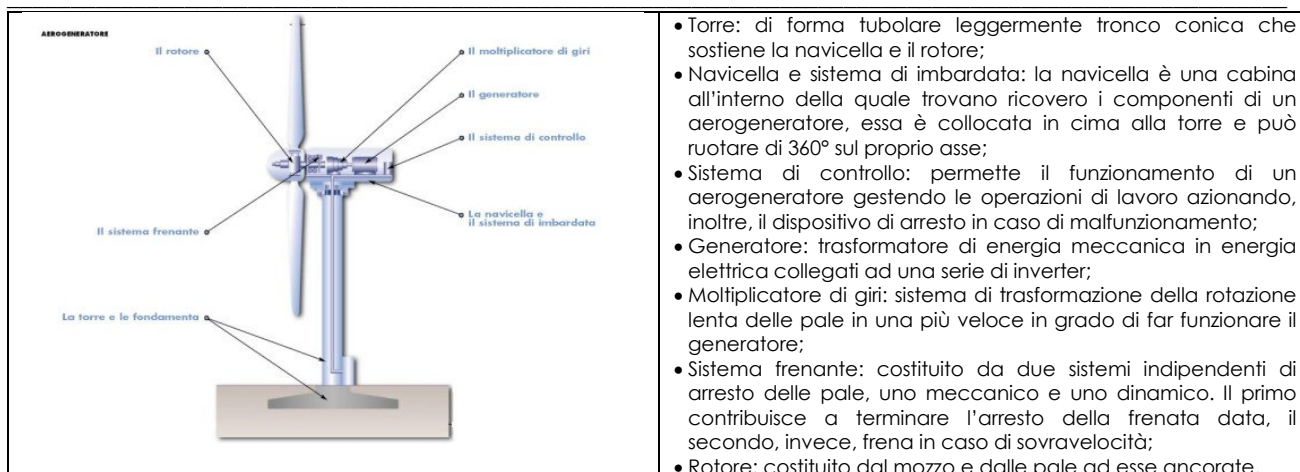 AEROGENERATORE
Il rotore
Il moltiplicatore di giri
Il generatore
Il sistema di controllo
La navicella e
il sistema di imbardata
Il sistema frenante
La torre e le fondamenta
• Torre: di forma tubolare leggermente tronco conica che
sostiene la navicella e il rotore;
• Navicella e sistema di imbardata: la navicella è una cabina
all'interno della quale trovano ricovero i componenti di un
aerogeneratore, essa è collocata in cima alla torre e può
ruotare di 360° sul proprio asse;
• Sistema di controllo: permette il funzionamento di un
aerogeneratore gestendo le operazioni di lavoro azionando,
inoltre, il dispositivo di arresto in caso di malfunzionamento;
• Generatore: trasformatore di energia meccanica in energia
elettrica collegati ad una serie di inverter;
• Moltiplicatore di giri: sistema di trasformazione della rotazione
lenta delle pale in una più veloce in grado di far funzionare il
generatore;
• Sistema frenante: costituito da due sistemi indipendenti di
arresto delle pale, uno meccanico e uno dinamico. Il primo
contribuisce a terminare l'arresto della frenata data, il
secondo, invece, frena in caso di sovravelocità;
• Rotore: costituito dal mozzo e dalle pale ad esse ancorate.